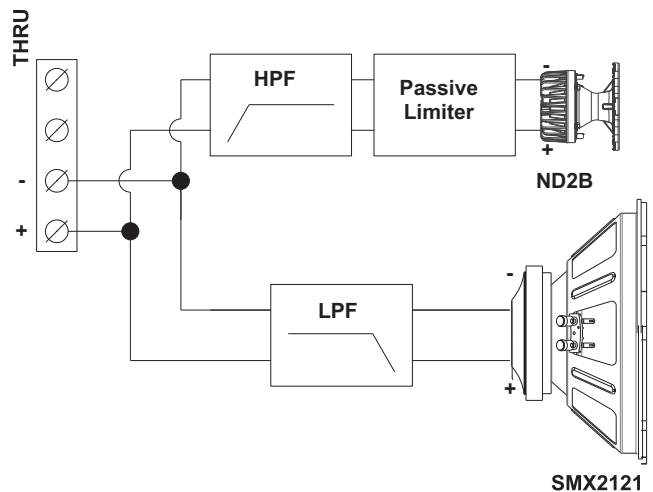 THRU
HPF
Passive
Limiter
-
+
ND2B
-
+
LPF
-
+
SMX2121